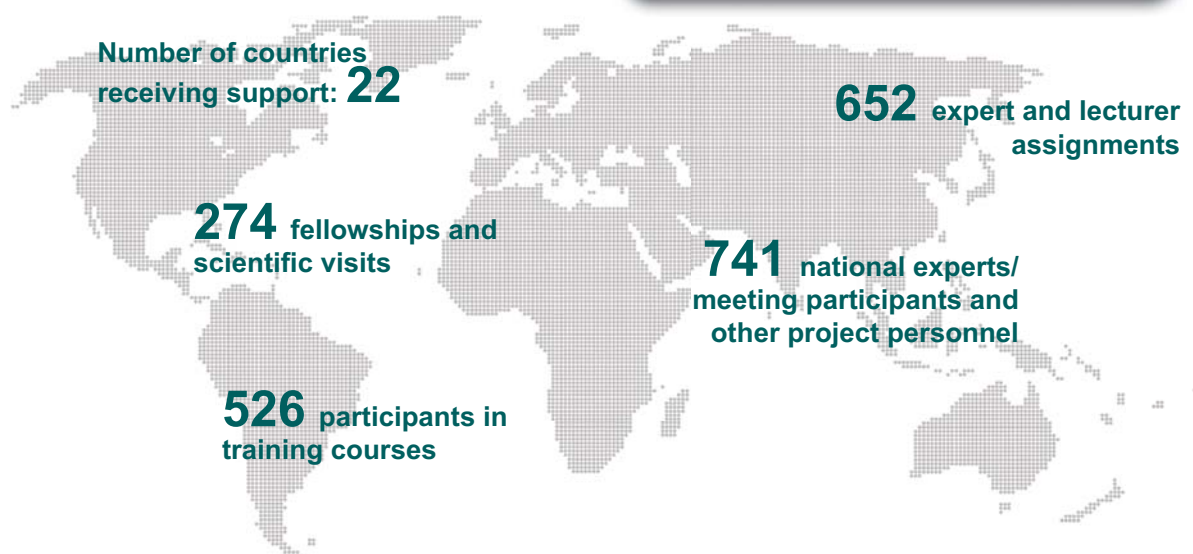 Number of countries
receiving support: 22
652 expert and lecturer
assignments
274 fellowships and
scientific visits
741 national experts/
meeting participants and
other project personnel
526 participants in
training courses